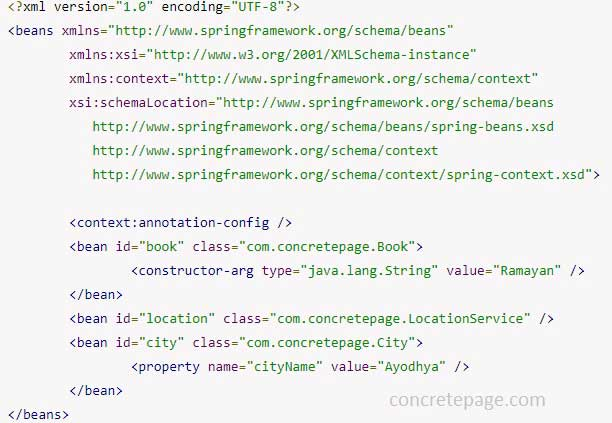 <?xml version="1.0" encoding="UTF-8"?>
<beans xmlns="http://www.springframework.org/schema/beans"
xmlns:xsi="http://www.w3.org/2001/XMLSchema-instance"
xmlns:context="http://www.springframework.org/schema/context"
xsi:schemaLocation="http://www.springframework.org/schema/beans
http://www.springframework.org/schema/beans/spring-beans.xsd
http://www.springframework.org/schema/context
http://www.springframework.org/schema/context/spring-context.xsd">
<context:annotation-config />
<bean id="book" class="com.concretepage.Book">
<constructor-arg type="java.lang.String" value="Ramayan" />
</bean>
<bean id="location" class="com.concretepage.LocationService" />
<bean id="city" class="com.concretepage.City">
<property name="cityName" value="Ayodhya" />
</bean>
concretepage.com
</beans>